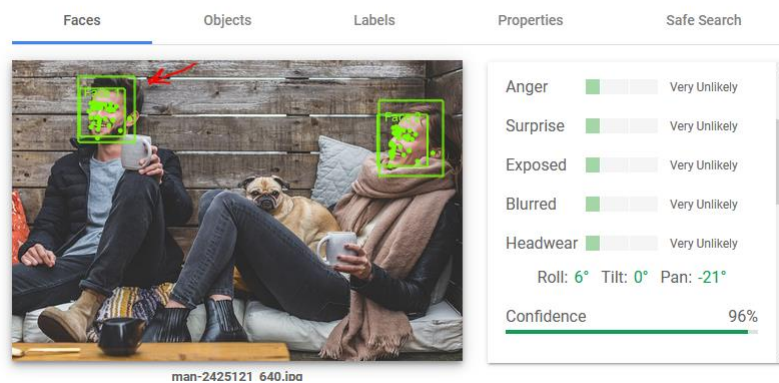 Faces Objects Labels Properties Safe Search
Anger Very Unlikely
Surprise Very Unlikely
Exposed Very Unlikely
Blurred Very Unlikely
Headwear Very Unlikely
Roll: 6° Tilt: 0° Pan: -21°
Confidence 96%
man-2425121_640.jpg